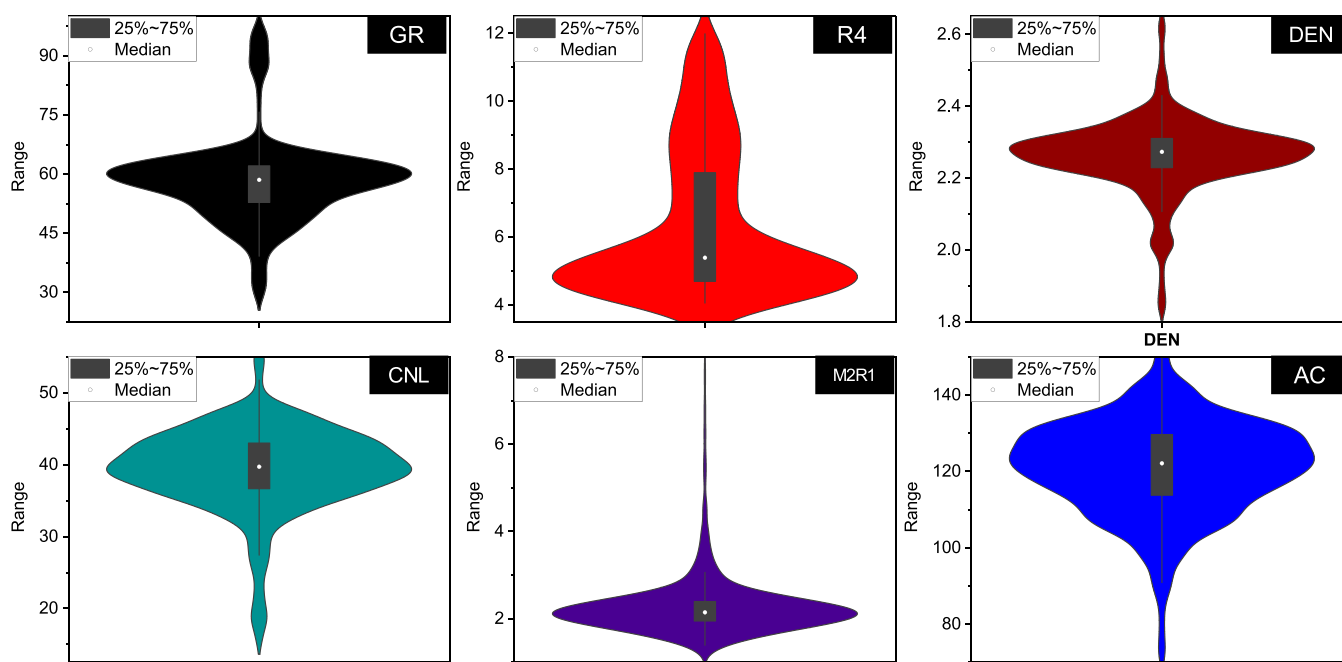 25%~75%
Median
GR
Range
90
75
60
45
30
25%~75%
Median
R4
Range
12
10
8
6
4
25%~75%
Median
DEN
Range
2.6
2.4
2.2
2.0
1.8
DEN
25%~75%
Median
CNL
Range
50
40
30
20
25%~75%
Median
M2R1
Range
8
6
4
2
25%~75%
Median
AC
Range
140
120
100
80